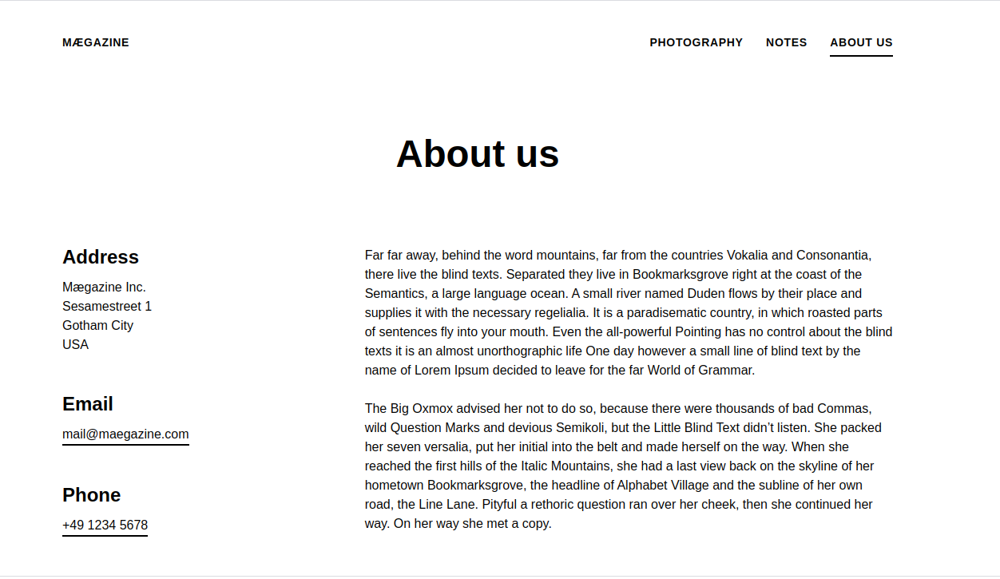 MÆGAZINE
PHOTOGRAPHY NOTES ABOUT US
About us
Address
Mægazine Inc.
Sesamestreet 1
Gotham City
USA
Email
mail@maegazine.com
Phone
+49 1234 5678
Far far away, behind the word mountains, far from the countries Vokalia and Consonantia,
there live the blind texts. Separated they live in Bookmarksgrove right at the coast of the
Semantics, a large language ocean. A small river named Duden flows by their place and
supplies it with the necessary regelialia. It is a paradisematic country, in which roasted parts
of sentences fly into your mouth. Even the all-powerful Pointing has no control about the blind
texts it is an almost unorthographic life One day however a small line of blind text by the
name of Lorem Ipsum decided to leave for the far World of Grammar.
The Big Oxmox advised her not to do so, because there were thousands of bad Commas,
wild Question Marks and devious Semikoli, but the Little Blind Text didn’t listen. She packed
her seven versalia, put her initial into the belt and made herself on the way. When she
reached the first hills of the Italic Mountains, she had a last view back on the skyline of her
hometown Bookmarksgrove, the headline of Alphabet Village and the subline of her own
road, the Line Lane. Pityful a rethoric question ran over her cheek, then she continued her
way. On her way she met a copy.